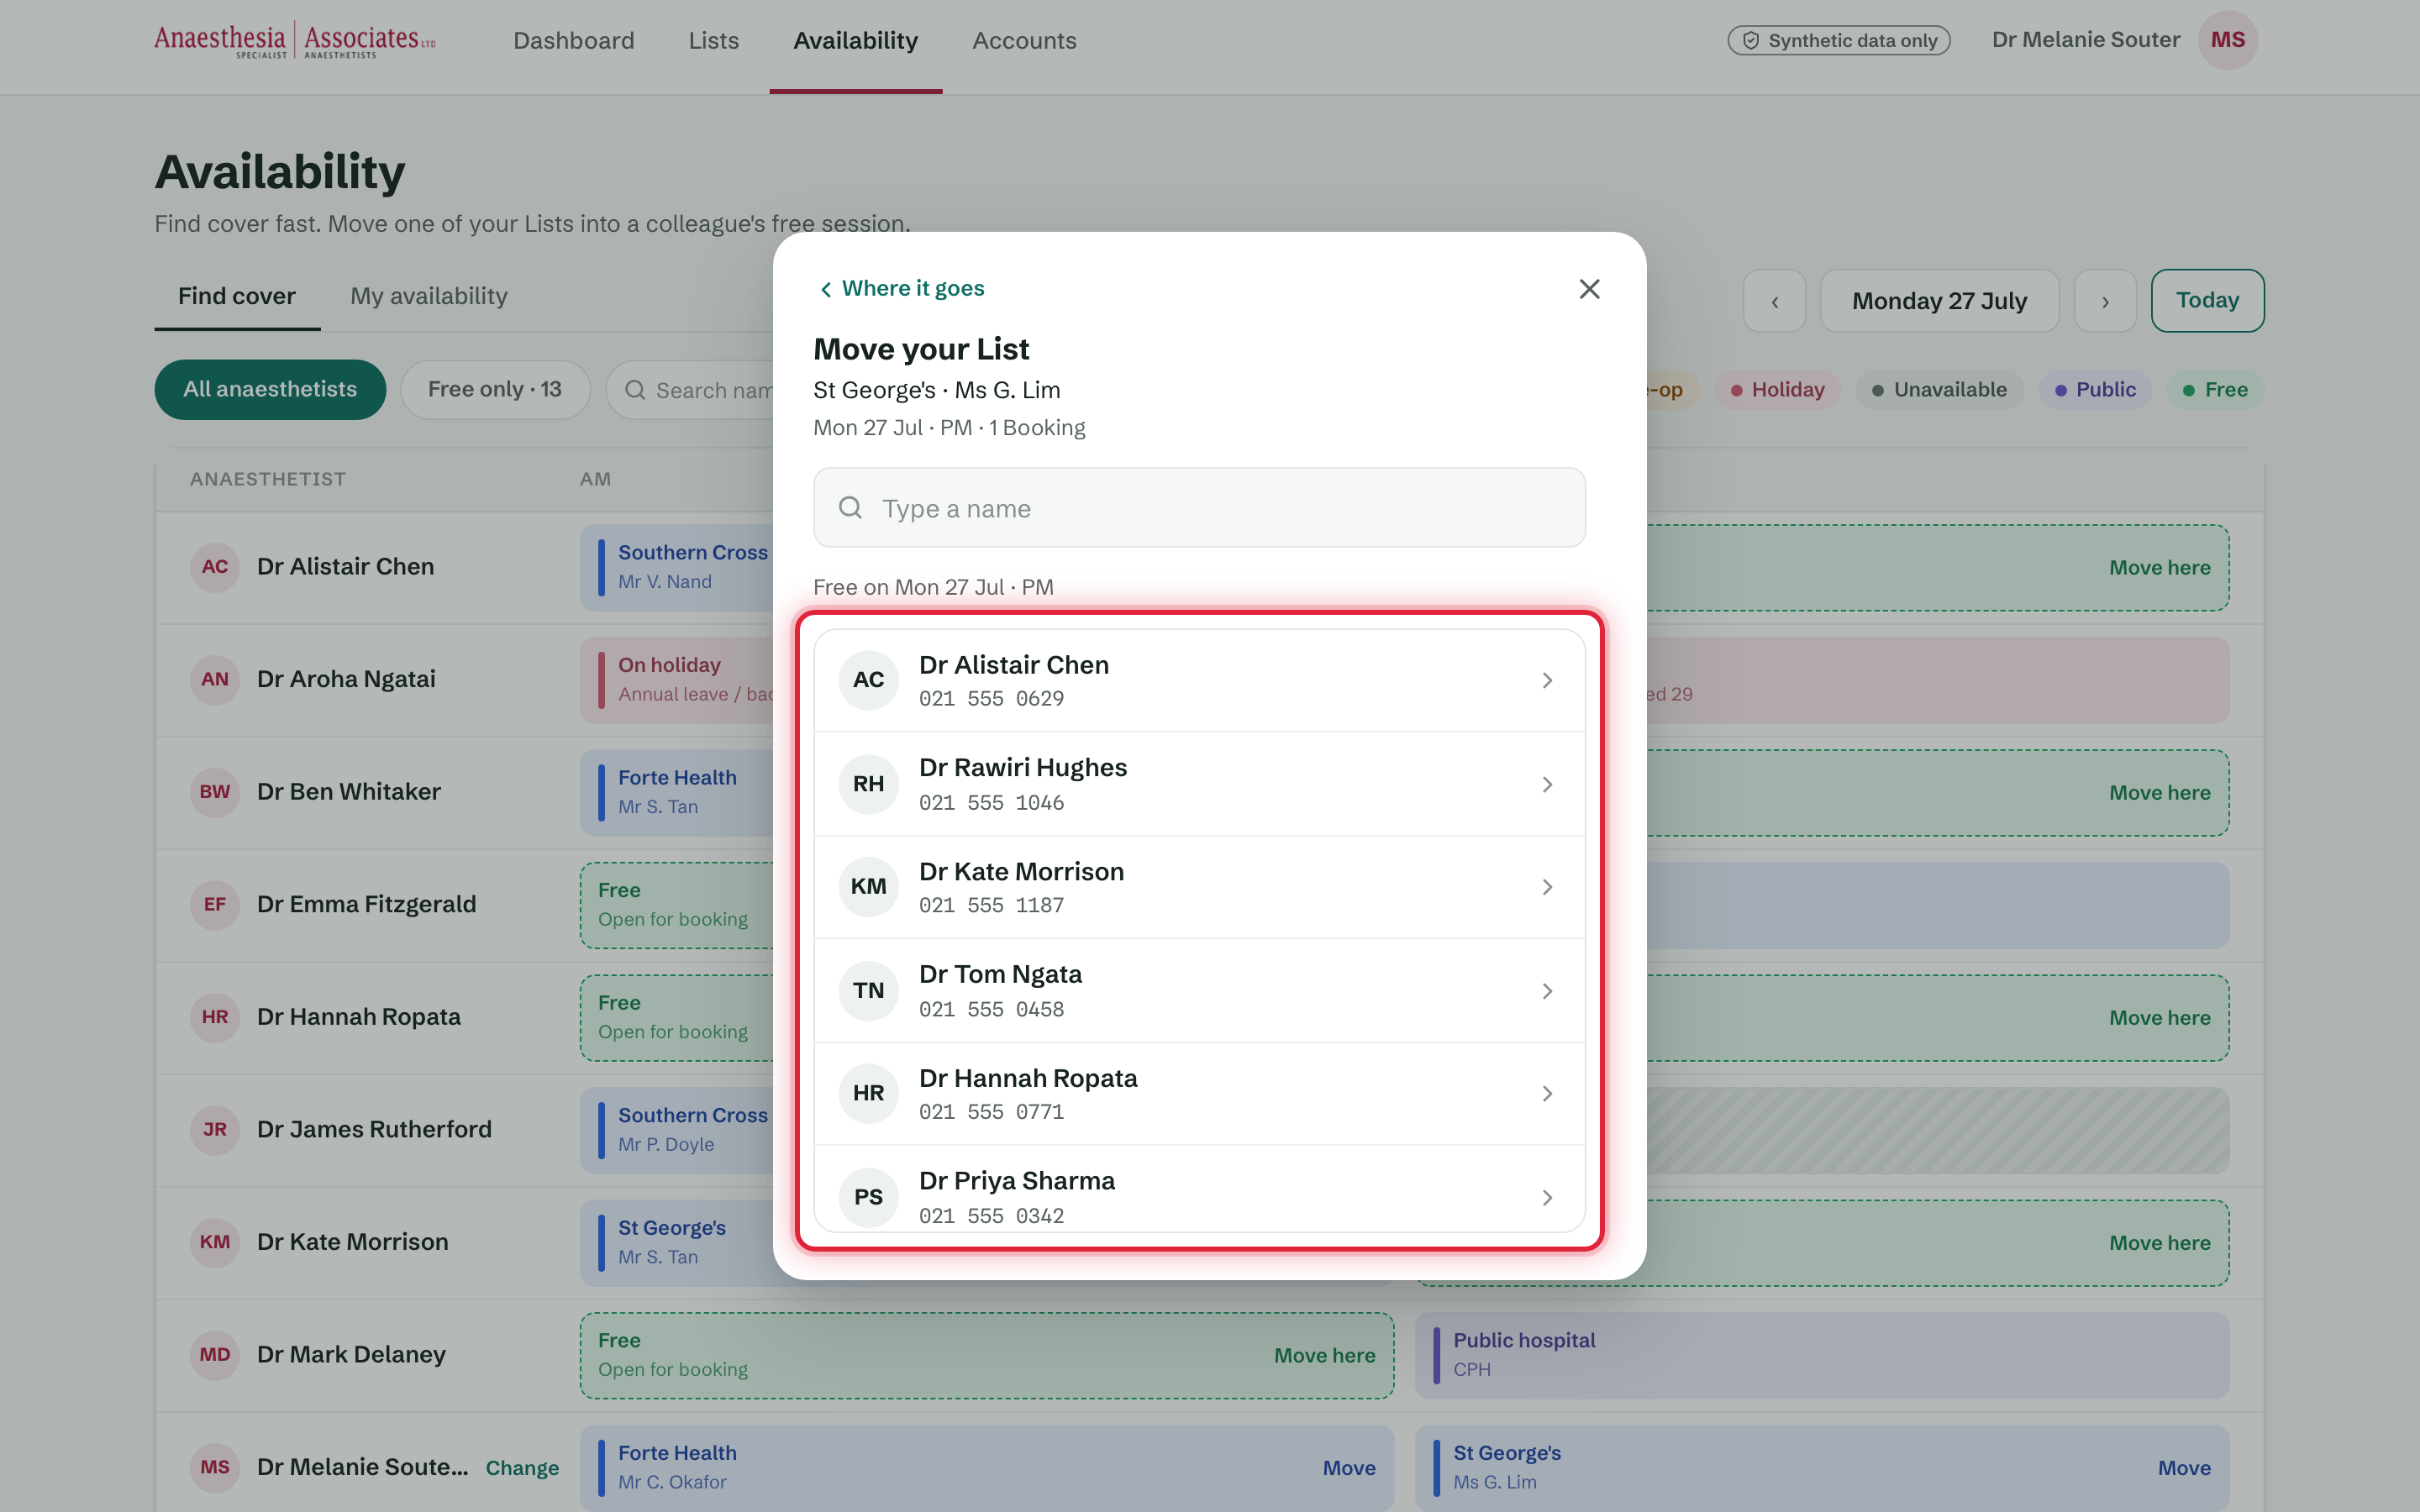 Anaesthesia Associates LTD
SPECIALIST ANAESTHETISTS
Dashboard
Lists
Availability
Accounts
Synthetic data only
Dr Melanie Souter
MS
Availability
Find cover fast. Move one of your Lists into a colleague's free session.
Find cover
My availability
‹
Monday 27 July
›
Today
All anaesthetists
Free only · 13
Search nam
-op
Holiday
Unavailable
Public
Free
ANAESTHETIST
AM
AC
Dr Alistair Chen
Southern Cross
Mr V. Nand
Move here
AN
Dr Aroha Ngatai
On holiday
Annual leave / bac
ed 29
BW
Dr Ben Whitaker
Forte Health
Mr S. Tan
Move here
EF
Dr Emma Fitzgerald
Free
Open for booking
HR
Dr Hannah Ropata
Free
Open for booking
Move here
JR
Dr James Rutherford
Southern Cross
Mr P. Doyle
KM
Dr Kate Morrison
St George's
Mr S. Tan
Move here
MD
Dr Mark Delaney
Free
Open for booking
Move here
Public hospital
CPH
MS
Dr Melanie Soute...
Change
Forte Health
Mr C. Okafor
Move
St George's
Ms G. Lim
Move
Where it goes
Move your List
St George's · Ms G. Lim
Mon 27 Jul · PM · 1 Booking
Type a name
Free on Mon 27 Jul · PM
AC
Dr Alistair Chen
021 555 0629
RH
Dr Rawiri Hughes
021 555 1046
KM
Dr Kate Morrison
021 555 1187
TN
Dr Tom Ngata
021 555 0458
HR
Dr Hannah Ropata
021 555 0771
PS
Dr Priya Sharma
021 555 0342